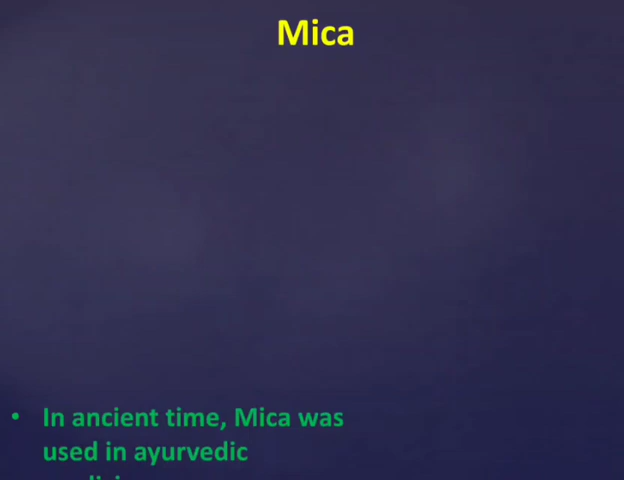 Mica
• In ancient time, Mica was
used in ayurvedic